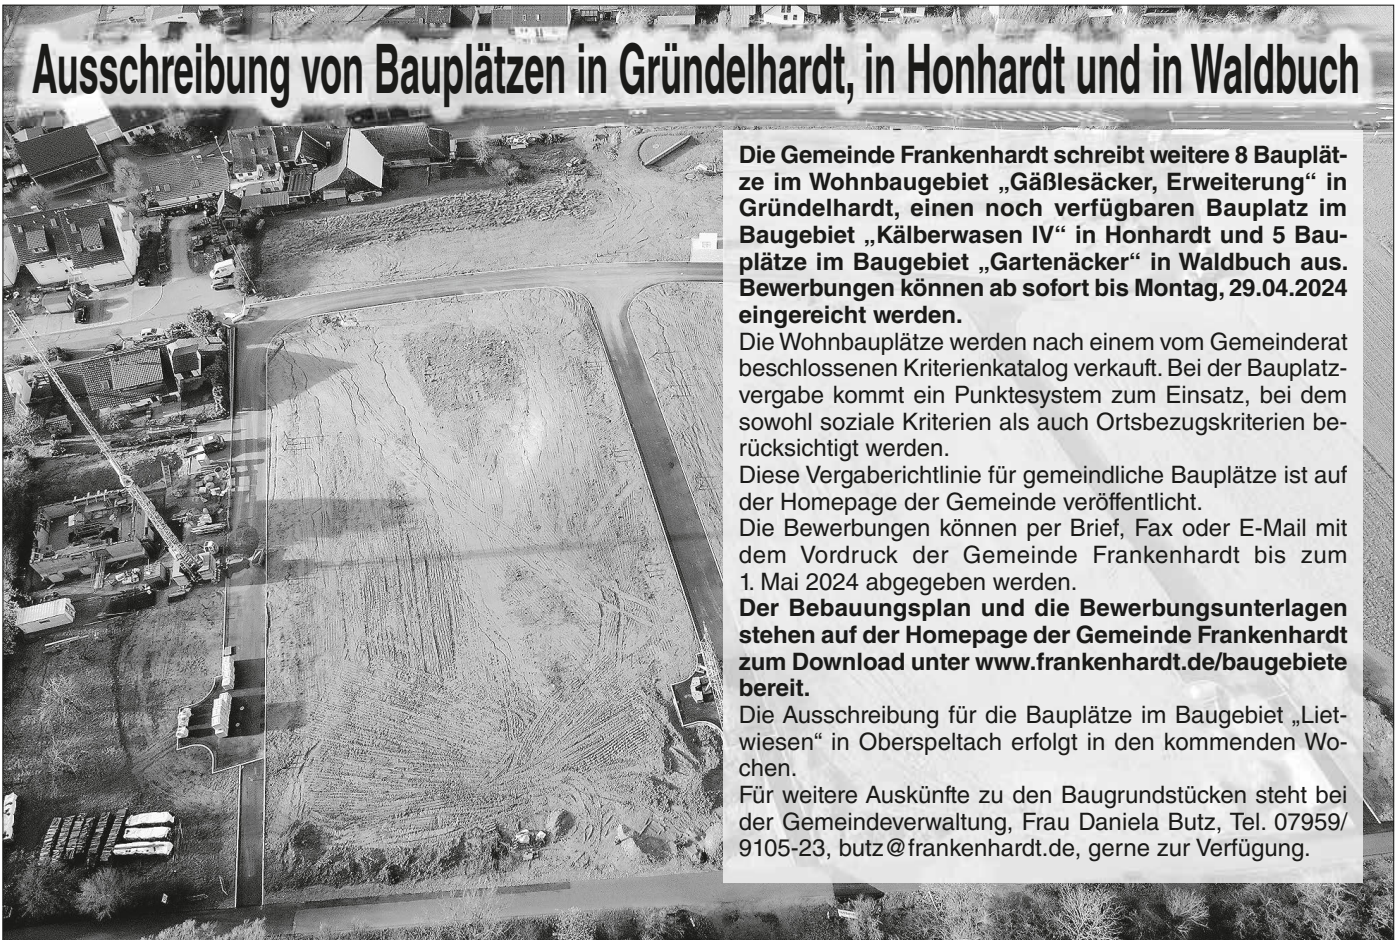 Ausschreibung von Bauplätzen in Gründelhardt, in Honhardt und in Waldbuch
Die Gemeinde Frankenhardt schreibt weitere 8 Bauplät-
ze im Wohnbaugebiet „Gäßlesäcker, Erweiterung“ in
Gründelhardt, einen noch verfügbaren Bauplatz im
Baugebiet „Kälberwasen IV“ in Honhardt und 5 Bau-
plätze im Baugebiet „Gartenäcker“ in Waldbuch aus.
Bewerbungen können ab sofort bis Montag, 29.04.2024
eingereicht werden.
Die Wohnbauplätze werden nach einem vom Gemeinderat
beschlossenen Kriterienkatalog verkauft. Bei der Bauplatz-
vergabe kommt ein Punktesystem zum Einsatz, bei dem
sowohl soziale Kriterien als auch Ortsbezugskriterien be-
rücksichtigt werden.
Diese Vergaberichtlinie für gemeindliche Bauplätze ist auf
der Homepage der Gemeinde veröffentlicht.
Die Bewerbungen können per Brief, Fax oder E-Mail mit
dem Vordruck der Gemeinde Frankenhardt bis zum
1. Mai 2024 abgegeben werden.
Der Bebauungsplan und die Bewerbungsunterlagen
stehen auf der Homepage der Gemeinde Frankenhardt
zum Download unter www.frankenhardt.de/baugebiete
bereit.
Die Ausschreibung für die Bauplätze im Baugebiet „Liet-
wiesen“ in Oberspeltach erfolgt in den kommenden Wo-
chen.
Für weitere Auskünfte zu den Baugrundstücken steht bei
der Gemeindeverwaltung, Frau Daniela Butz, Tel. 07959/
9105-23, butz@frankenhardt.de, gerne zur Verfügung.